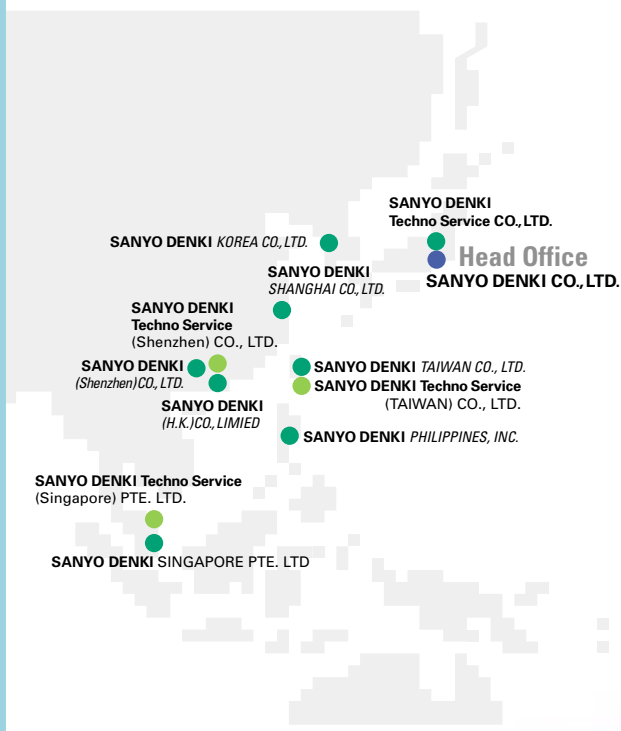 SANYO DENKI
Techno Service CO., LTD.
Head Office
SANYO DENKI CO., LTD.
SANYO DENKI KOREA CO., LTD.
SANYO DENKI
SHANGHAI CO., LTD.
SANYO DENKI
Techno Service
(Shenzhen) CO., LTD.
SANYO DENKI
(Shenzhen) CO., LTD.
SANYO DENKI
(H.K.) CO., LIMIED
SANYO DENKI TAIWAN CO., LTD.
SANYO DENKI Techno Service
(TAIWAN) CO., LTD.
SANYO DENKI PHILIPPINES, INC.
SANYO DENKI Techno Service
(Singapore) PTE. LTD.
SANYO DENKI SINGAPORE PTE. LTD